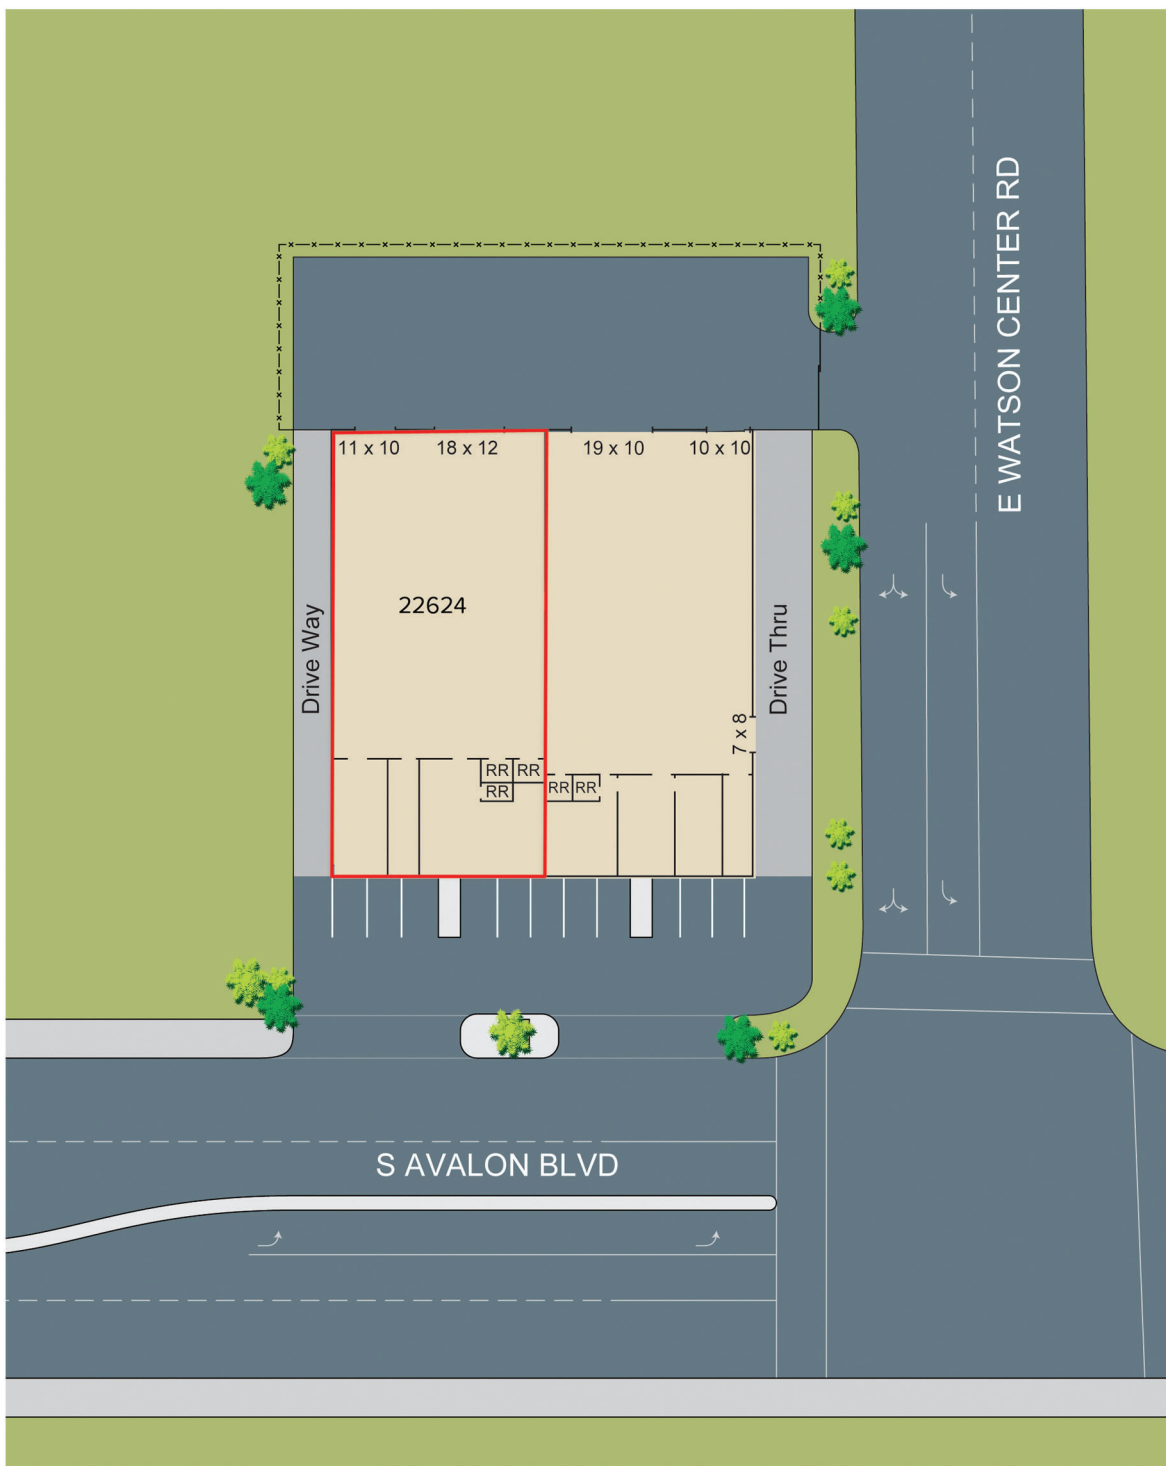 E WATSON CENTER RD
11 x 10
18 x 12
19 x 10
10 x 10
22624
Drive Way
Drive Thru
7 x 8
RR
RR
RR
RR
RR
S AVALON BLVD